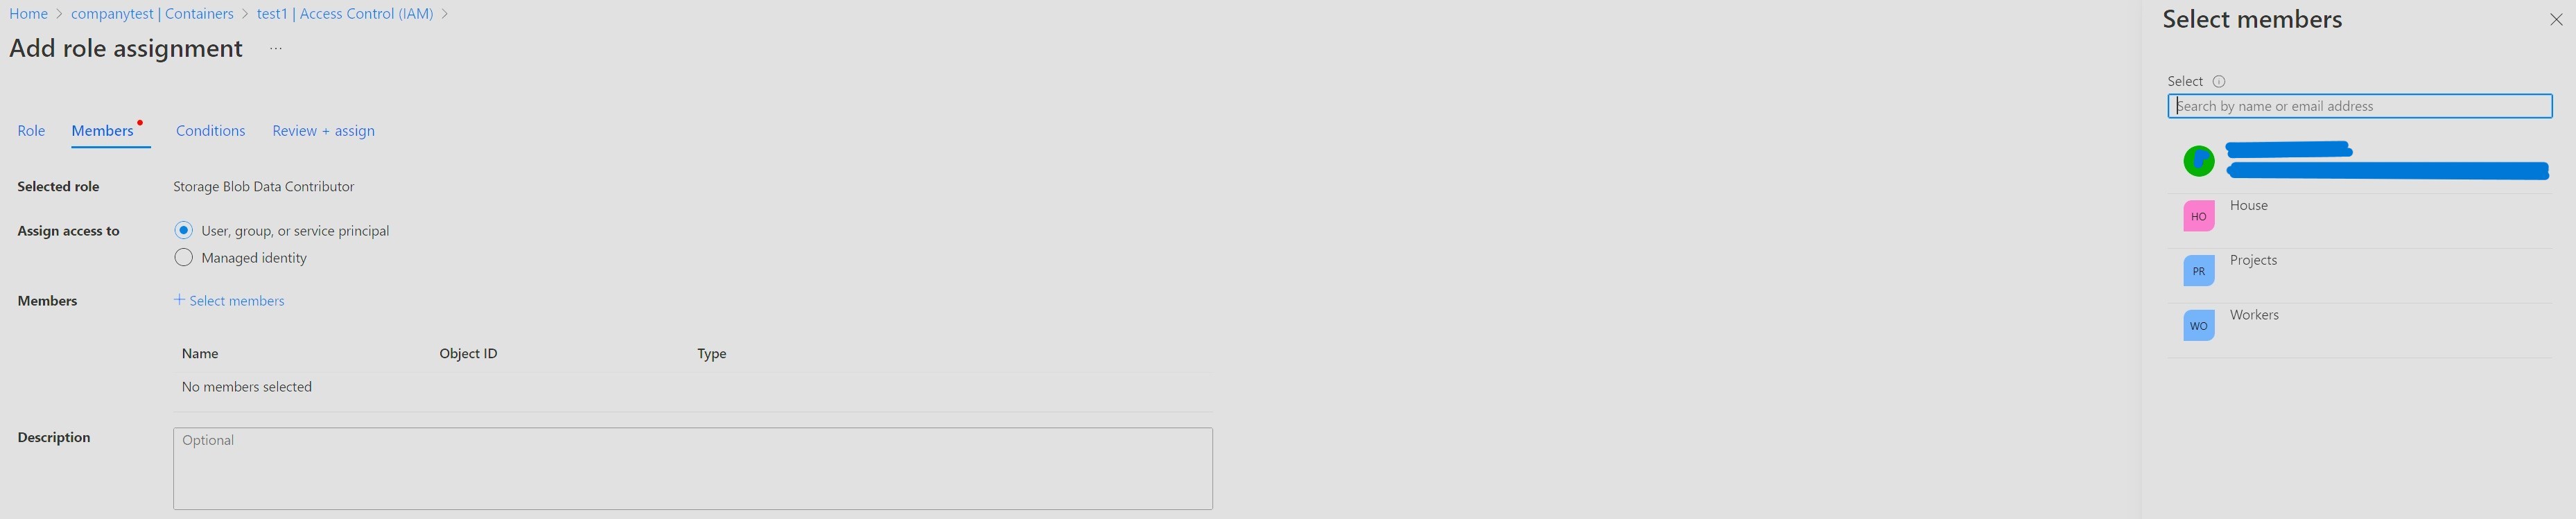 Home > companytest | Containers > test1 | Access Control (IAM) >
Add role assignment ...
Role Members Conditions Review + assign
Selected role Storage Blob Data Contributor
Assign access to User, group, or service principal
Managed identity
Members + Select members
Name Object ID Type
No members selected
Description Optional
Select members
Select
Search by name or email address
HO House
PR Projects
WO Workers